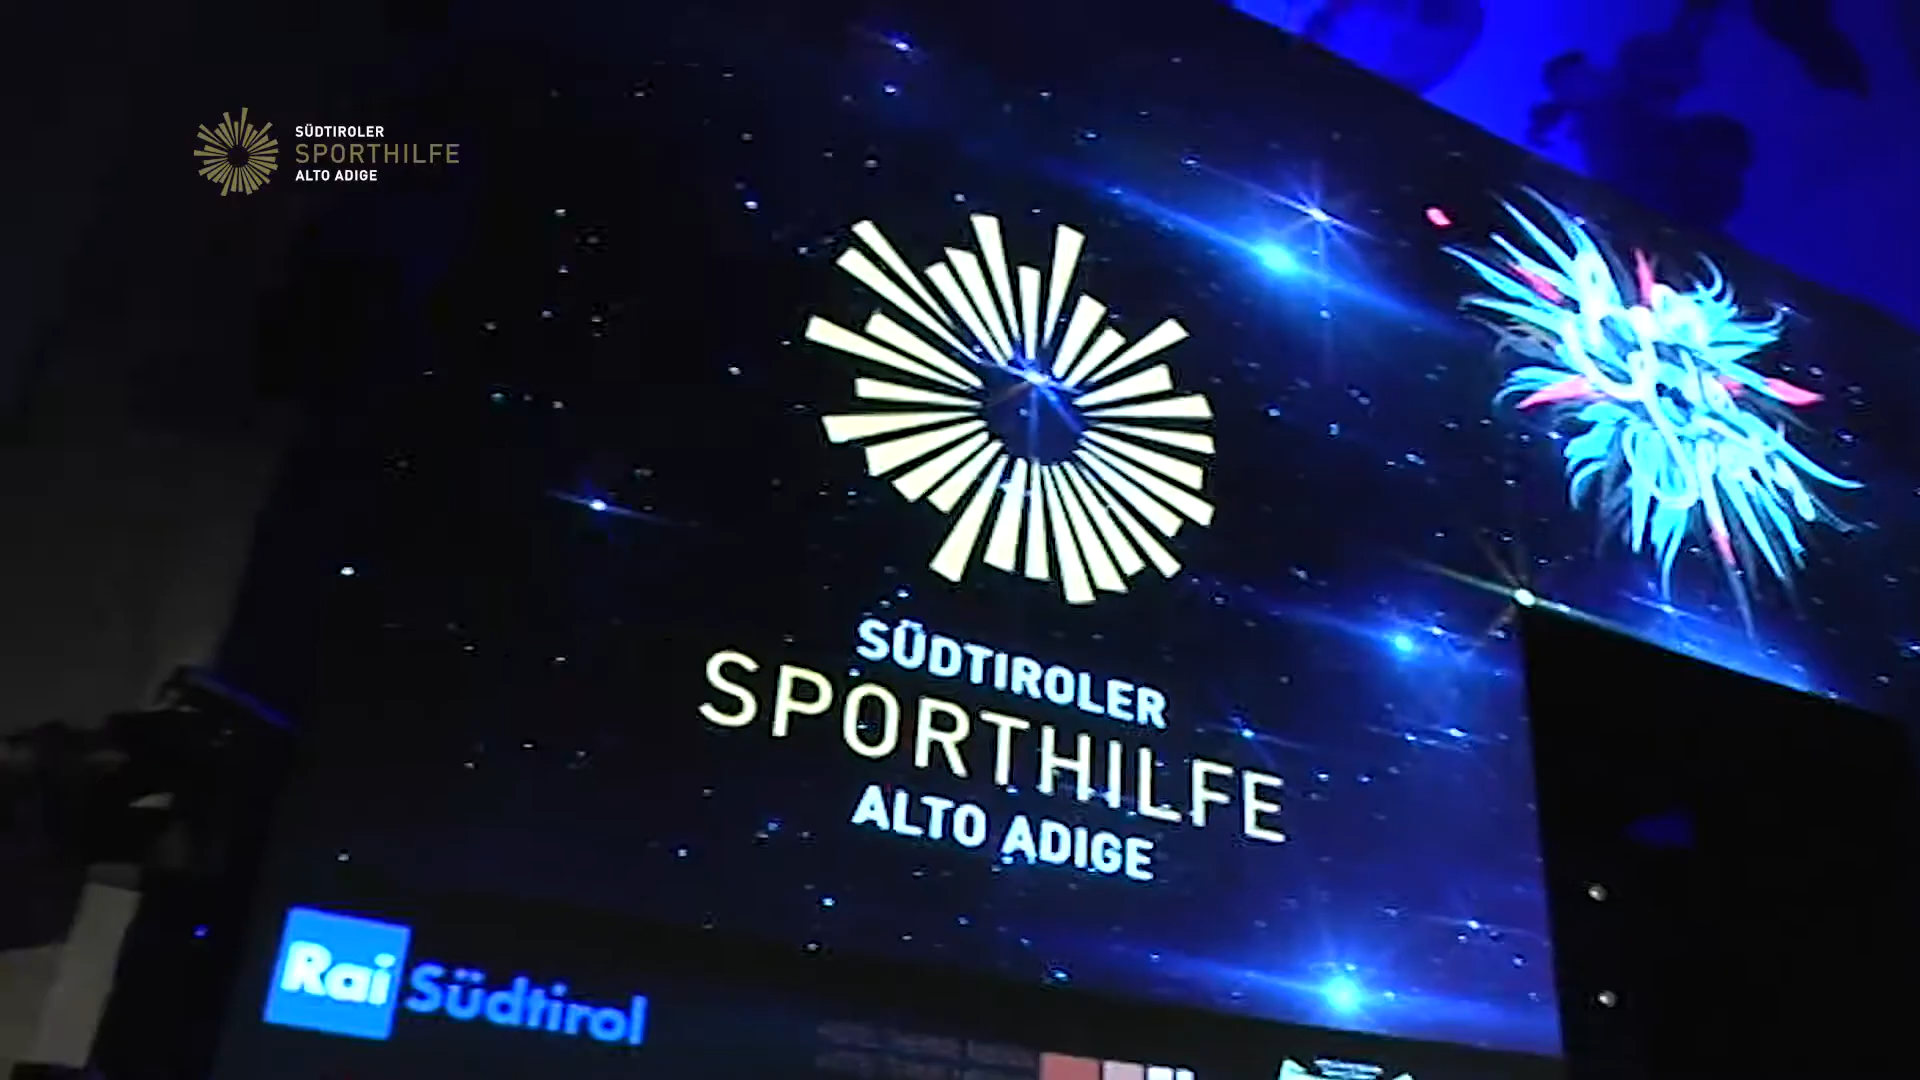 SÜDTIROLER
SPORTHILFE
ALTO ADIGE
SÜDTIROLER
SPORTHILFE
ALTO ADIGE
Rai Südtirol